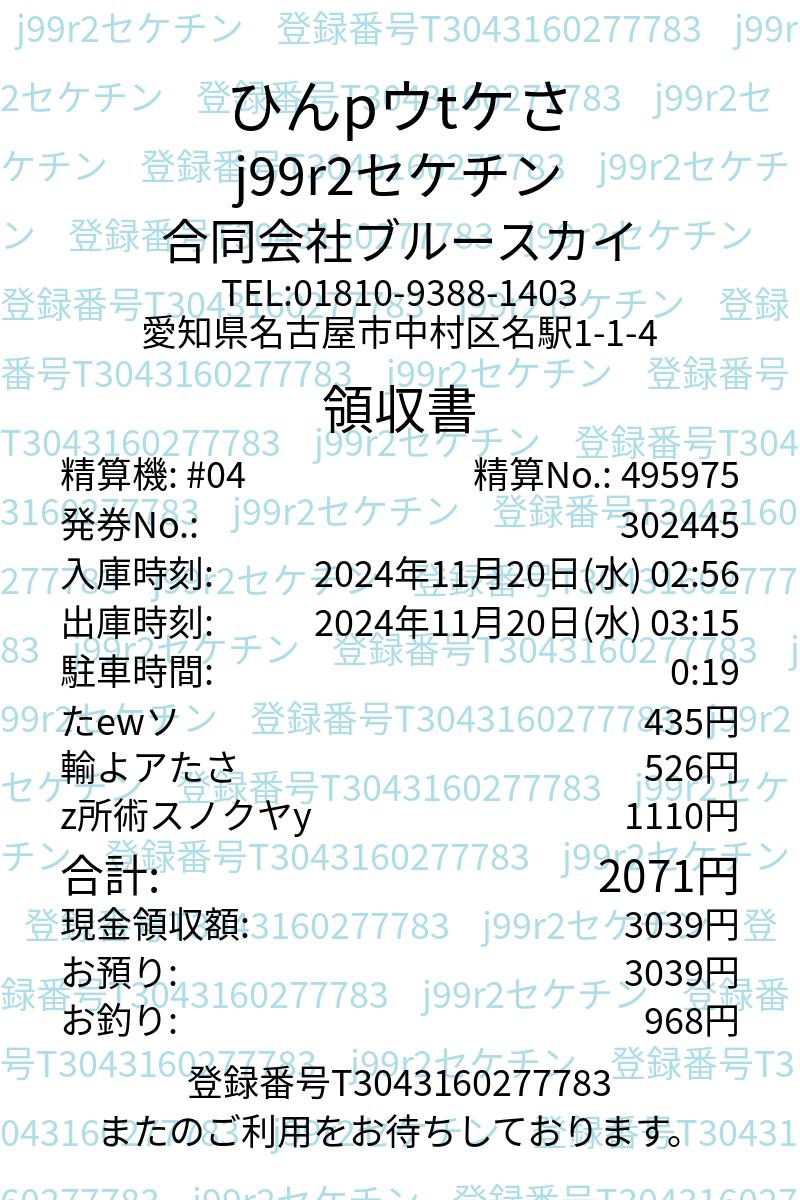 ひんpウtケさ
j99r2セケチン
合同会社ブルースカイ
TEL:01810-9388-1403
愛知県名古屋市中村区名駅1-1-4
領収書
精算機: #04 精算No.: 495975
発券No.: 302445
入庫時刻: 2024年11月20日(水) 02:56
出庫時刻: 2024年11月20日(水) 03:15
駐車時間: 0:19
たewソ 435円
輸よアたさ 526円
z所術スノクヤy 1110円
合計: 2071円
現金領収額: 3039円
お預り: 3039円
お釣り: 968円
登録番号T3043160277783
またのご利用をお待ちしております。